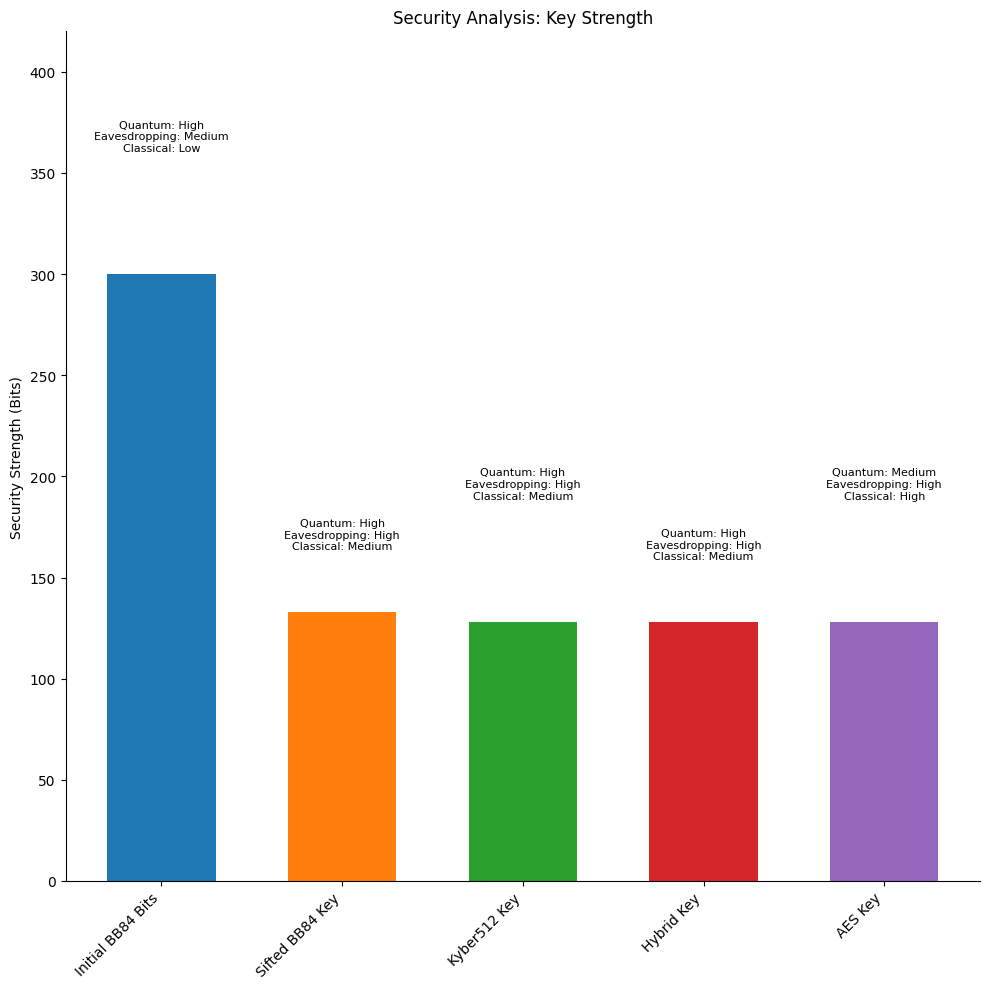 Security Analysis: Key Strength
400
350
300
250
200
150
100
50
0
Security Strength (Bits)
Quantum: High
Eavesdropping: Medium
Classical: Low
Quantum: High
Eavesdropping: High
Classical: Medium
Quantum: High
Eavesdropping: High
Classical: Medium
Quantum: High
Eavesdropping: High
Classical: Medium
Quantum: Medium
Eavesdropping: High
Classical: High
Initial BB84 Bits
Sifted BB84 Key
Kyber512 Key
Hybrid Key
AES Key